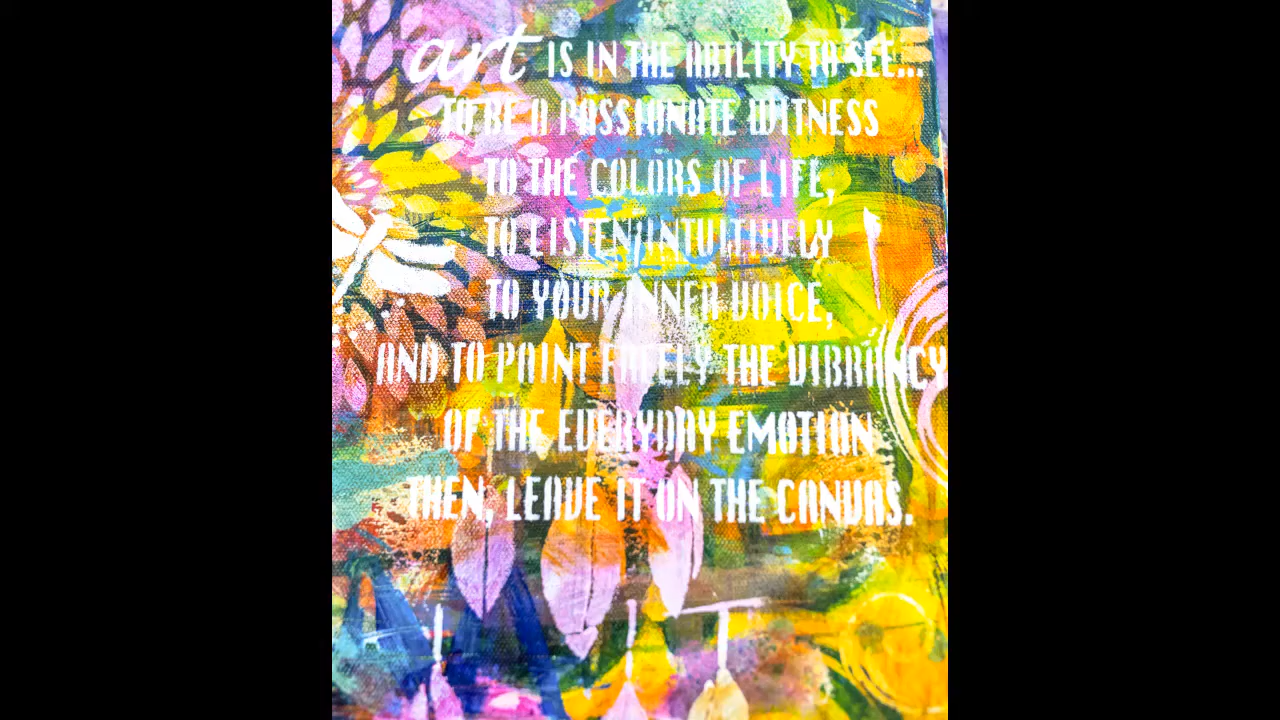 art IS IN THE ABILITY TO SEE...
TO BE A PASSIONATE WITNESS
TO THE COLORS OF LIFE,
TO LISTEN INTUITIVELY
TO YOUR INNER VOICE,
AND TO PAINT FREELY THE VIBRANCY
OF THE EVERYDAY EMOTION
THEN, LEAVE IT ON THE CANVAS.